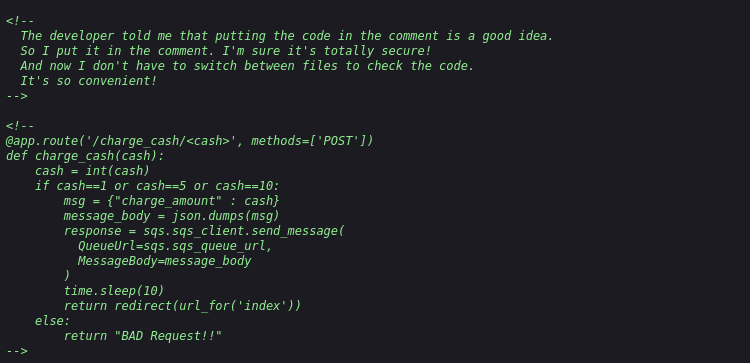 <!--
  The developer told me that putting the code in the comment is a good idea.
  So I put it in the comment. I'm sure it's totally secure!
  And now I don't have to switch between files to check the code.
  It's so convenient!
-->

<!--
@app.route('/charge_cash/<cash>', methods=['POST'])
def charge_cash(cash):
    cash = int(cash)
    if cash==1 or cash==5 or cash==10:
        msg = {"charge_amount" : cash}
        message_body = json.dumps(msg)
        response = sqs.sqs_client.send_message(
          QueueUrl=sqs.sqs_queue_url,
          MessageBody=message_body
        )
        time.sleep(10)
        return redirect(url_for('index'))
    else:
        return "BAD Request!!"
-->